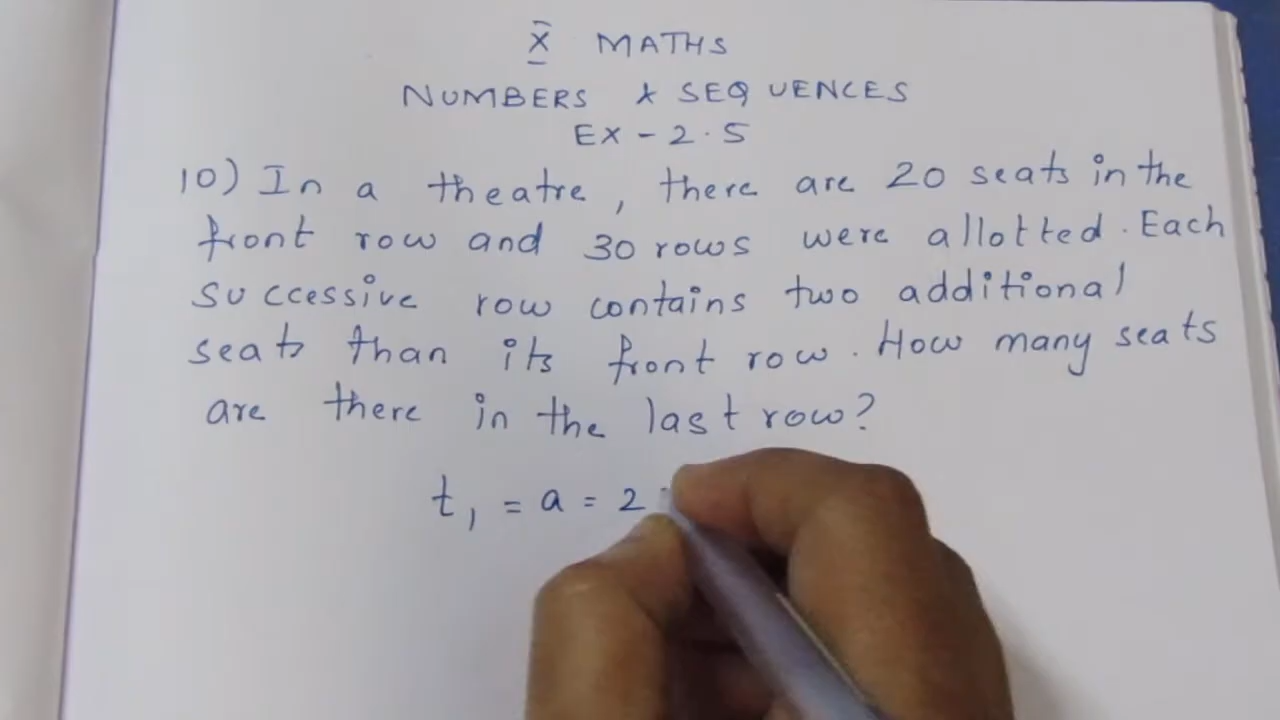 X MATHS
NUMBERS & SEQUENCES
EX - 2.5
10) In a theatre, there are 20 seats in the
front row and 30 rows were allotted. Each
successive row contains two additional
seats than its front row. How many seats
are there in the last row?
t₁ = a = 2